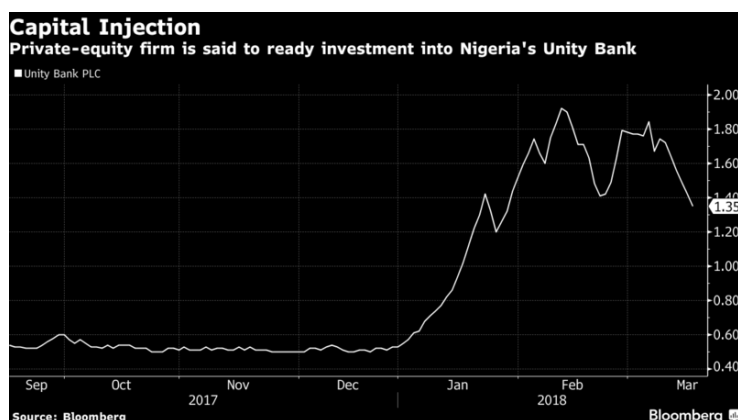 Capital Injection
Private-equity firm is said to ready investment into Nigeria's Unity Bank
Unity Bank PLC
2.00
1.80
1.60
1.40
1.35
1.20
1.00
0.80
0.60
0.40
Sep Oct Nov Dec Jan Feb Mar
2017 2018
Source: Bloomberg Bloomberg